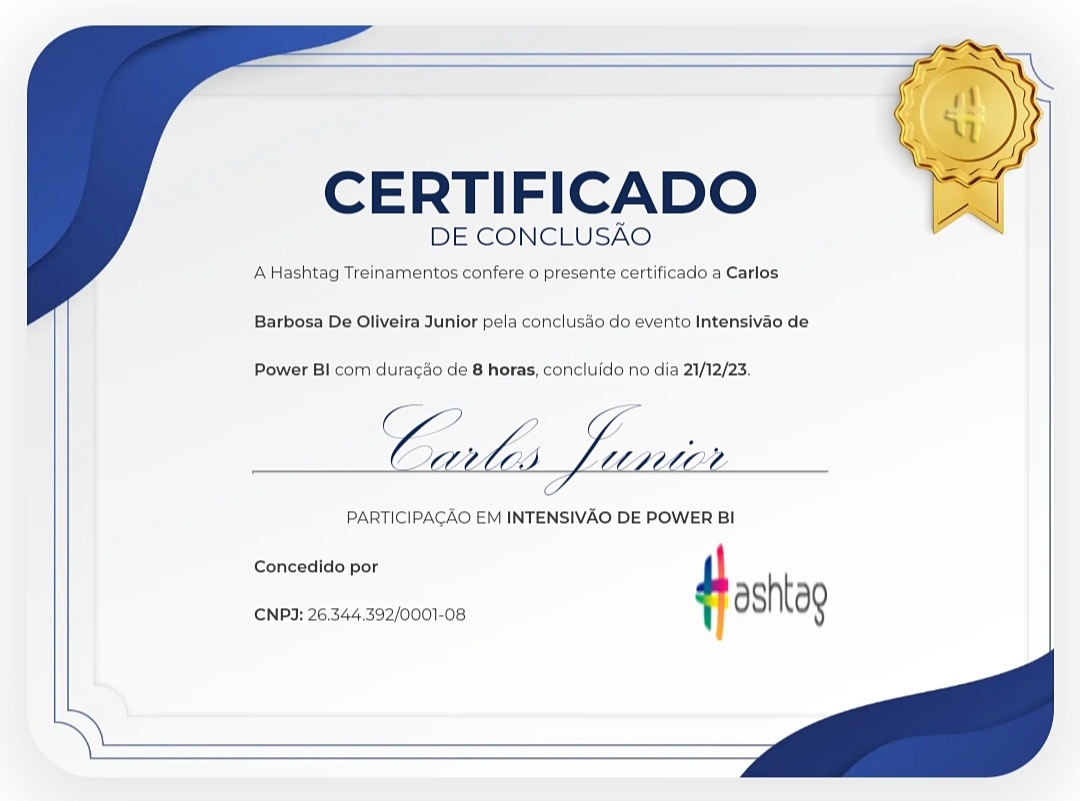 CERTIFICADO
DE CONCLUSÃO
A Hashtag Treinamentos confere o presente certificado a Carlos
Barbosa De Oliveira Junior pela conclusão do evento Intensivão de
Power BI com duração de 8 horas, concluído no dia 21/12/23.
Carlos Junior
PARTICIPAÇÃO EM INTENSIVÃO DE POWER BI
Concedido por
CNPJ: 26.344.392/0001-08
ashtag